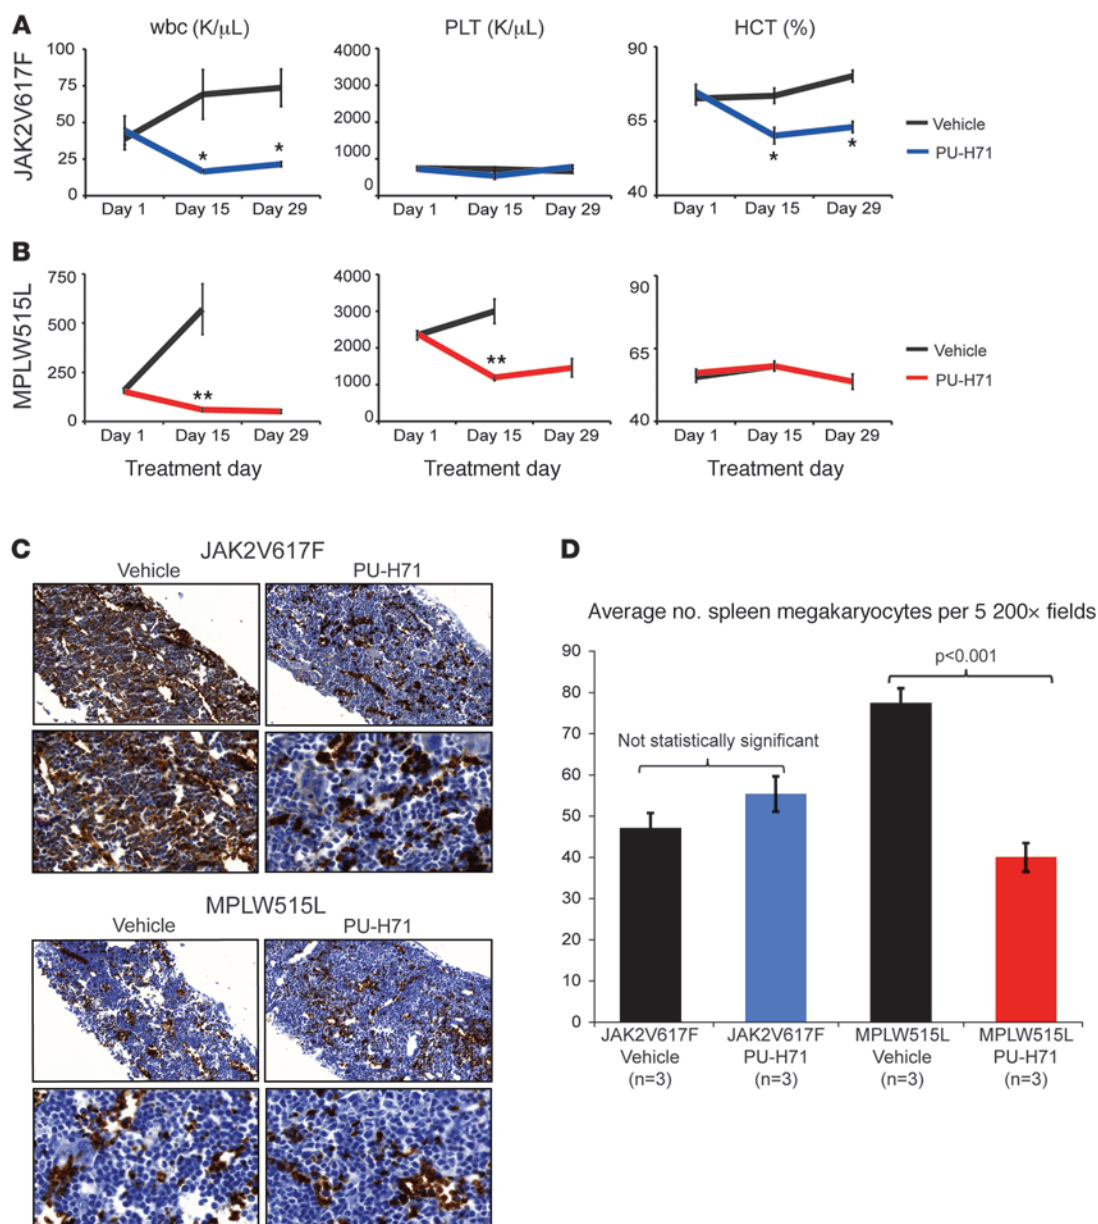 A
wbc (K/μL)
PLT (K/μL)
HCT (%)
JAK2V617F
100
75
50
25
0
Day 1 Day 15 Day 29
* *
4000
3000
2000
1000
0
Day 1 Day 15 Day 29
90
65
40
Day 1 Day 15 Day 29
* *
Vehicle
PU-H71
B
MPLW515L
750
500
250
0
Day 1 Day 15 Day 29
**
Treatment day
4000
3000
2000
1000
0
Day 1 Day 15 Day 29
**
Treatment day
90
65
40
Day 1 Day 15 Day 29
Treatment day
Vehicle
PU-H71
C
JAK2V617F
Vehicle PU-H71
MPLW515L
Vehicle PU-H71
D
Average no. spleen megakaryocytes per 5 200× fields
90
80
70
60
50
40
30
20
10
0
Not statistically significant
p<0.001
JAK2V617F JAK2V617F MPLW515L MPLW515L
Vehicle PU-H71 Vehicle PU-H71
(n=3) (n=3) (n=3) (n=3)